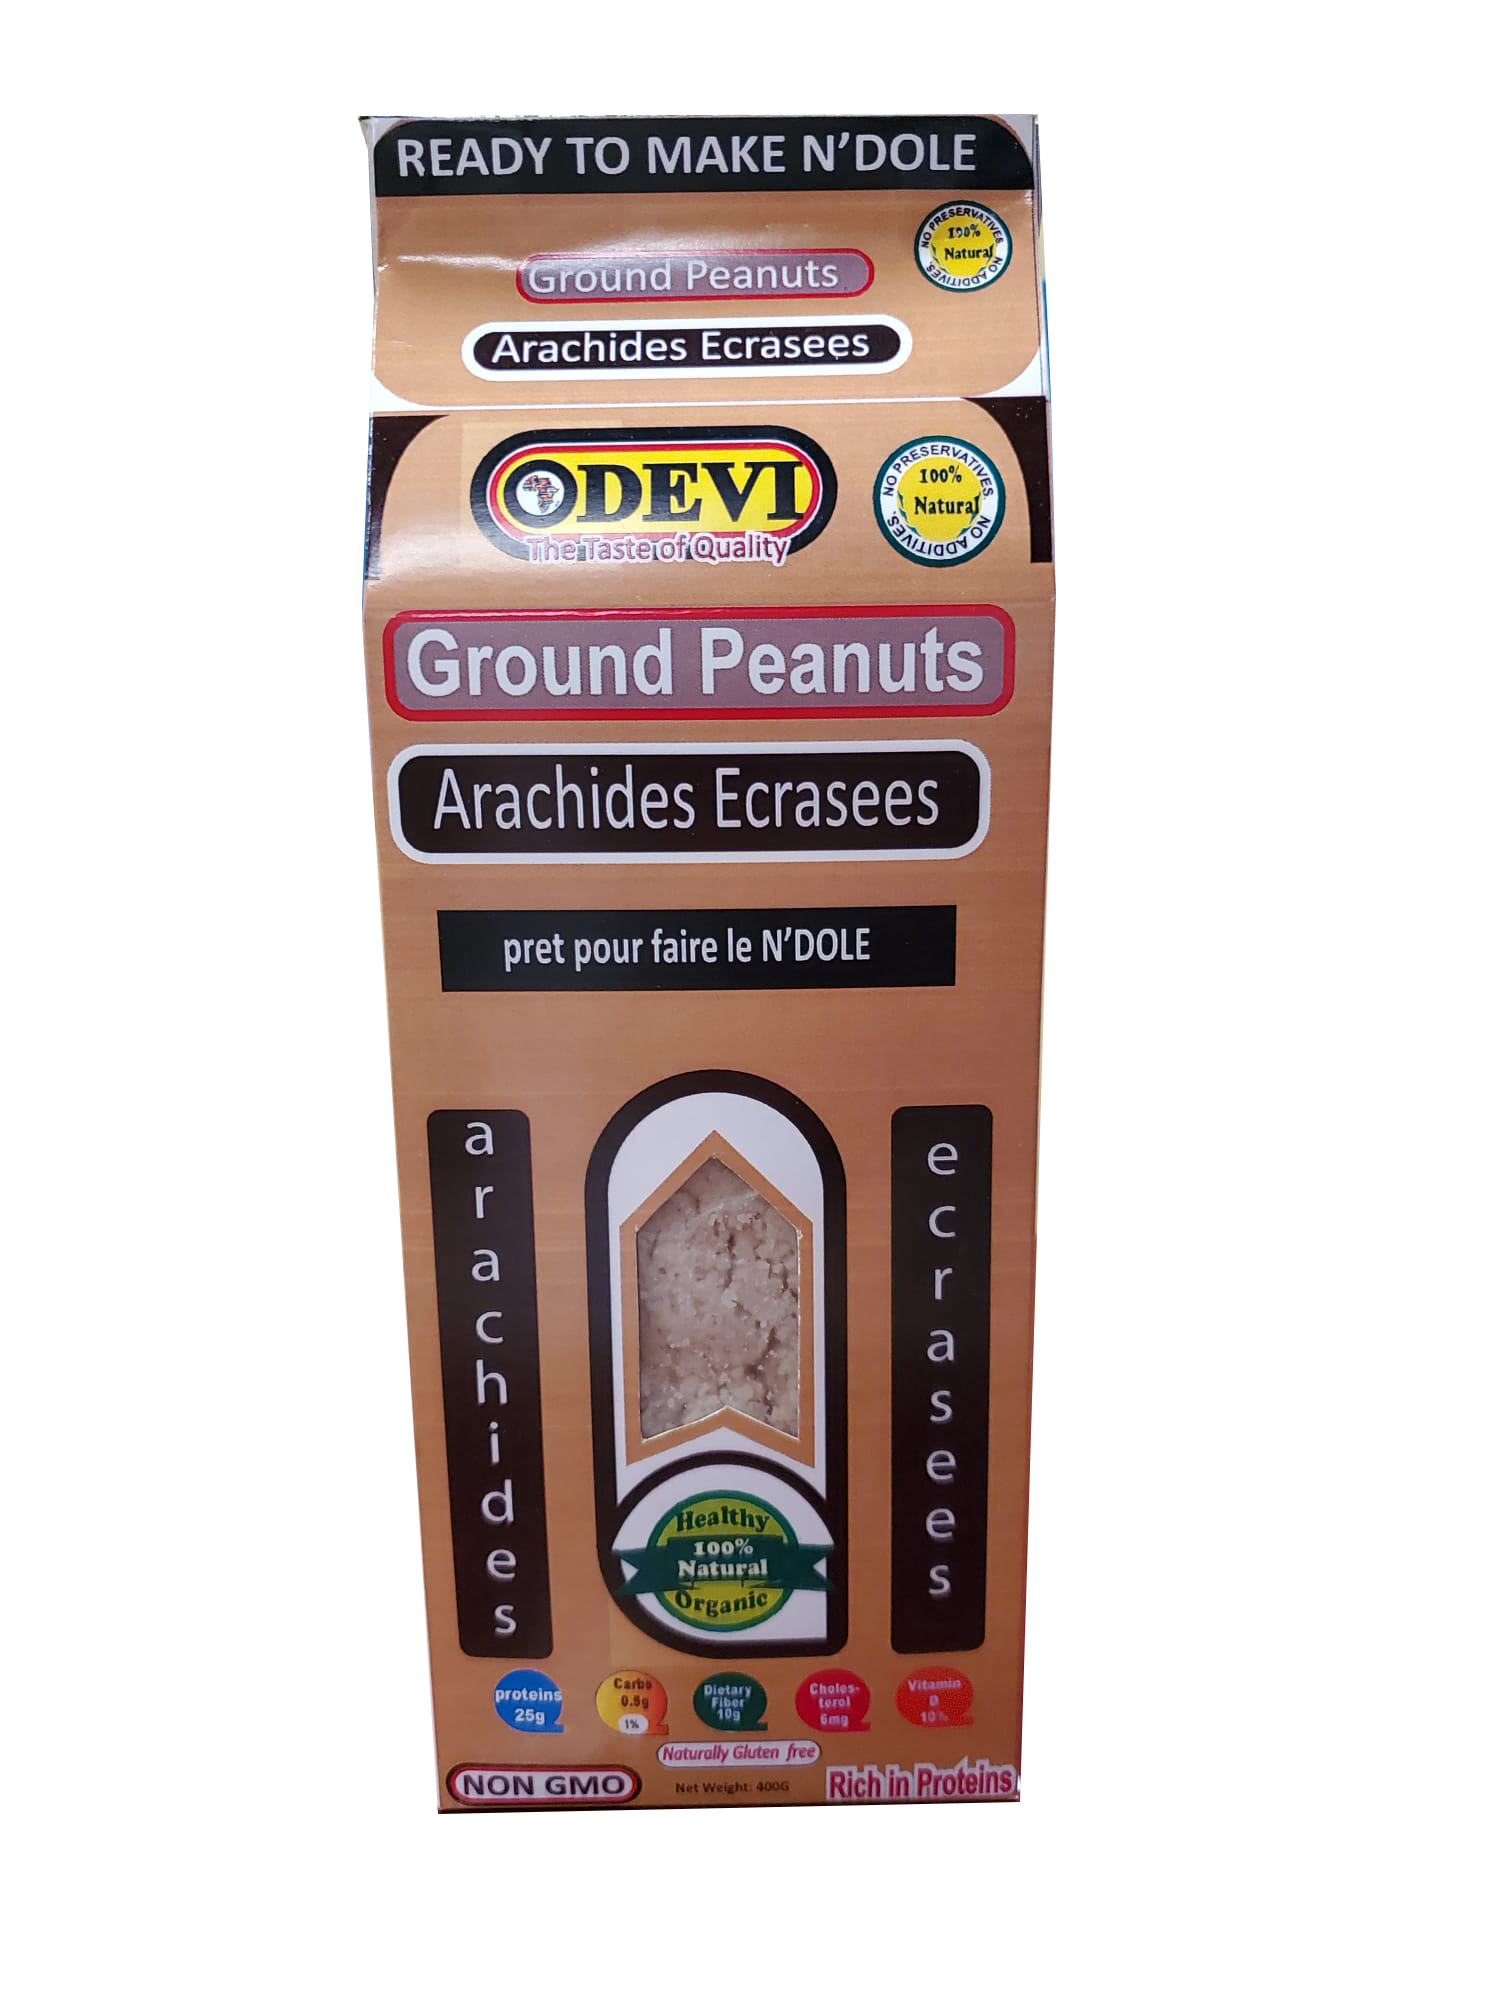 READY TO MAKE N'DOLE
NO PRESERVATIVES.
100%
Natural
NO ADDITIVES.
Ground Peanuts
Arachides Ecrasees
ODEVI
The Taste of Quality
NO PRESERVATIVES.
100%
Natural
NO ADDITIVES.
Ground Peanuts
Arachides Ecrasees
pret pour faire le N'DOLE
arachides
ecrasees
Healthy
100%
Natural
Organic
proteins
25g
Carbs
0.5g
1%
Dietary
Fiber
10g
Choles-
terol
6mg
Vitamin
D
10%
Naturally Gluten free
NON GMO
Net Weight: 400G
Rich in Proteins